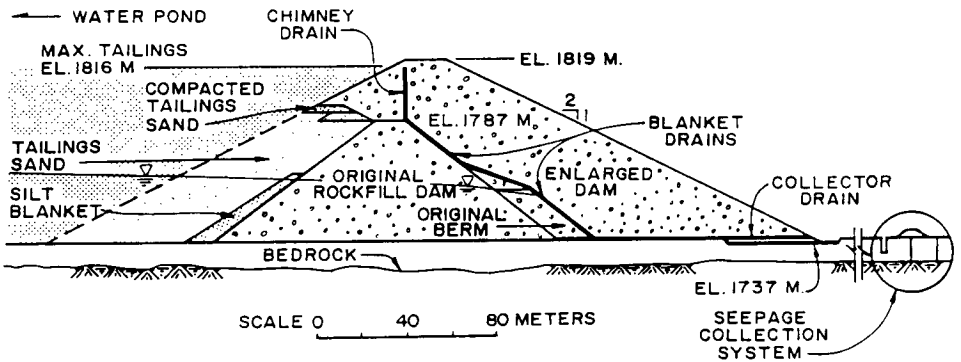 WATER POND
CHIMNEY
DRAIN
MAX. TAILINGS
EL. 1816 M
EL. 1819 M.
COMPACTED
TAILINGS
SAND
2
1
EL. 1787 M.
BLANKET
DRAINS
TAILINGS
SAND
ORIGINAL
ROCKFILL DAM
ENLARGED
DAM
COLLECTOR
DRAIN
SILT
BLANKET
ORIGINAL
BERM
BEDROCK
EL. 1737 M.
SCALE 0 40 80 METERS
SEEPAGE
COLLECTION
SYSTEM